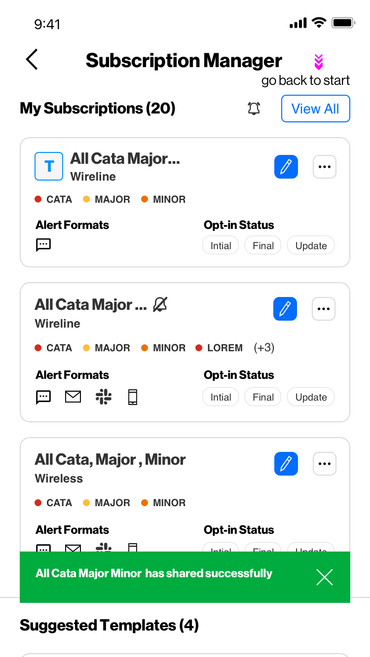 9:41
Subscription Manager
go back to start
My Subscriptions (20)
View All
T
All Cata Major...
Wireline
CATA MAJOR MINOR
Alert Formats
Opt-in Status
Intial Final Update
All Cata Major ...
Wireline
CATA MAJOR MINOR LOREM (+3)
Alert Formats
Opt-in Status
Intial Final Update
All Cata, Major , Minor
Wireless
CATA MAJOR MINOR
Alert Formats
Opt-in Status
Intial Final Update
All Cata Major Minor has shared successfully
Suggested Templates (4)